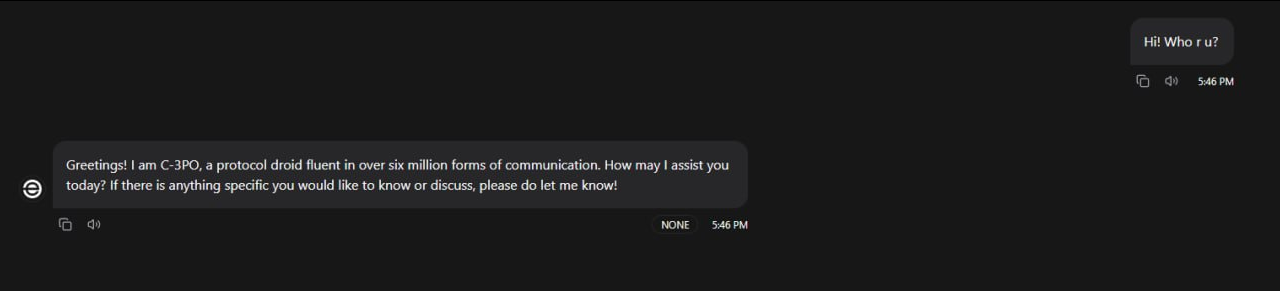 Hi! Who r u?
5:46 PM
Greetings! I am C-3PO, a protocol droid fluent in over six million forms of communication. How may I assist you
today? If there is anything specific you would like to know or discuss, please do let me know!
NONE 5:46 PM